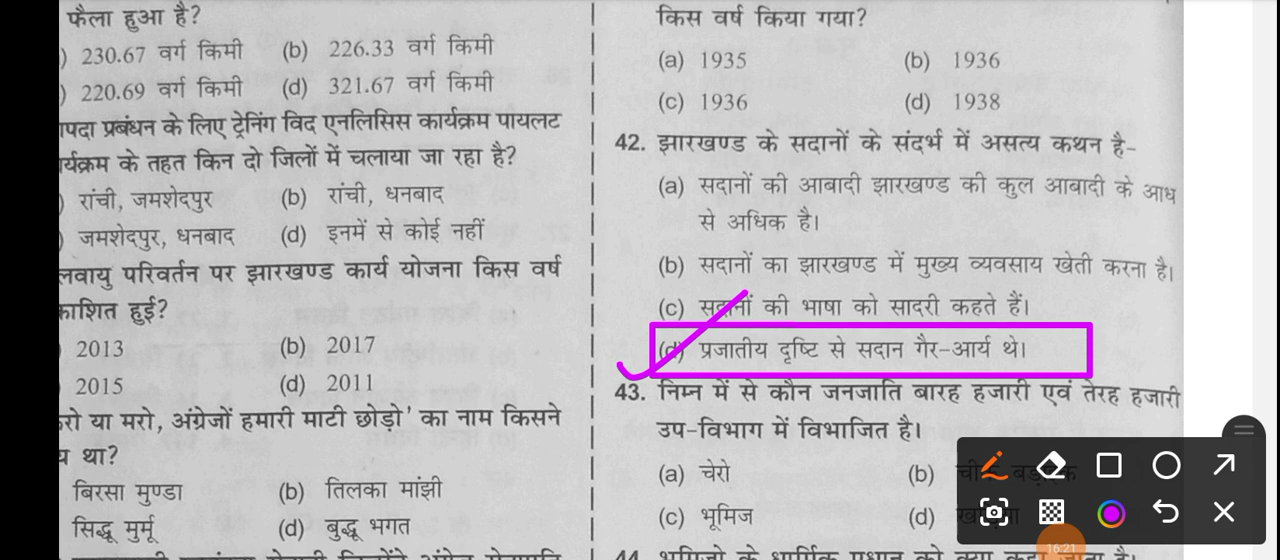 फैला हुआ है?
) 230.67 वर्ग किमी (b) 226.33 वर्ग किमी
) 220.69 वर्ग किमी (d) 321.67 वर्ग किमी
पदा प्रबंधन के लिए ट्रेनिंग विद एनलिसिस कार्यक्रम पायलट
र्यक्रम के तहत किन दो जिलों में चलाया जा रहा है?
) रांची, जमशेदपुर (b) रांची, धनबाद
) जमशेदपुर, धनबाद (d) इनमें से कोई नहीं
लवायु परिवर्तन पर झारखण्ड कार्य योजना किस वर्ष
काशित हुई?
2013 (b) 2017
2015 (d) 2011
रो या मरो, अंग्रेजों हमारी माटी छोड़ो' का नाम किसने
था?
बिरसा मुण्डा (b) तिलका मांझी
सिद्धू मुर्मू (d) बुद्धू भगत
किस वर्ष किया गया?
(a) 1935 (b) 1936
(c) 1936 (d) 1938
42. झारखण्ड के सदानों के संदर्भ में असत्य कथन है-
(a) सदानों की आबादी झारखण्ड की कुल आबादी के आध
से अधिक है।
(b) सदानों का झारखण्ड में मुख्य व्यवसाय खेती करना है।
(c) सदानों की भाषा को सादरी कहते हैं।
(d) प्रजातीय दृष्टि से सदान गैर-आर्य थे।
43. निम्न में से कौन जनजाति बारह हजारी एवं तेरह हजारी
उप-विभाग में विभाजित है।
(a) चेरो (b)
(c) भूमिज (d)
16:21